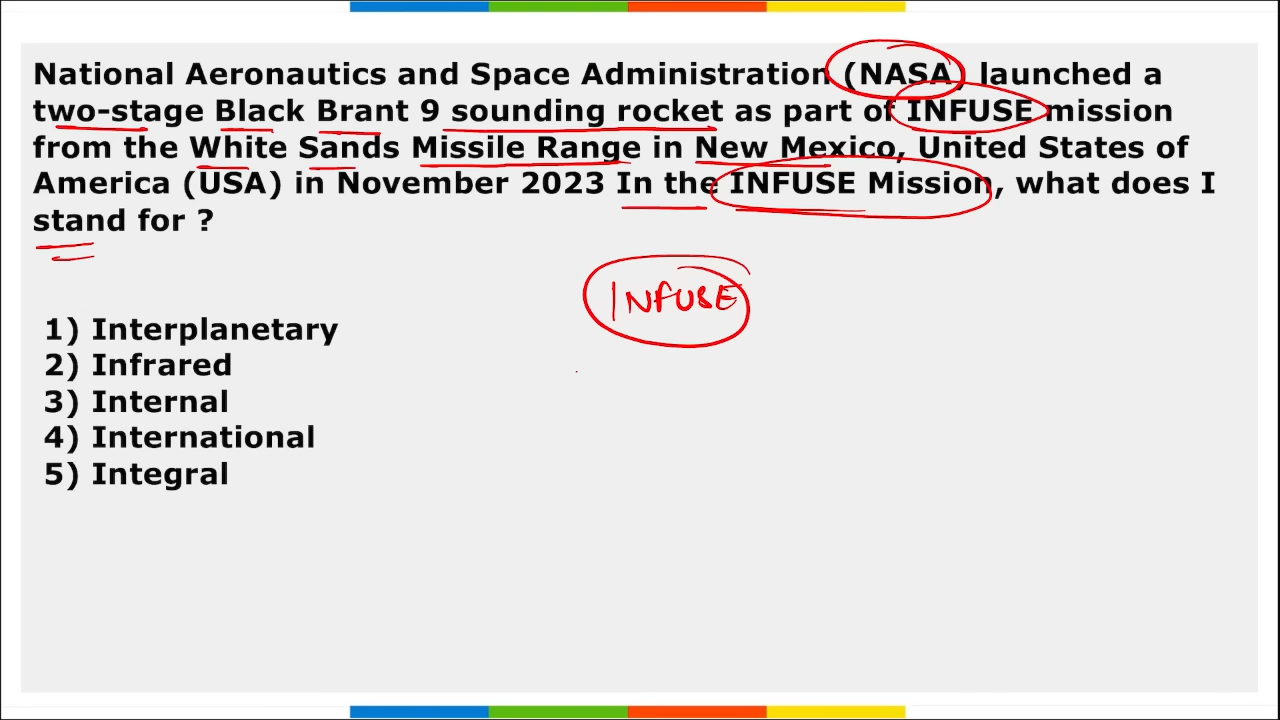 National Aeronautics and Space Administration (NASA) launched a
two-stage Black Brant 9 sounding rocket as part of INFUSE mission
from the White Sands Missile Range in New Mexico, United States of
America (USA) in November 2023 In the INFUSE Mission, what does I
stand for ?
INFUSE
1) Interplanetary
2) Infrared
3) Internal
4) International
5) Integral